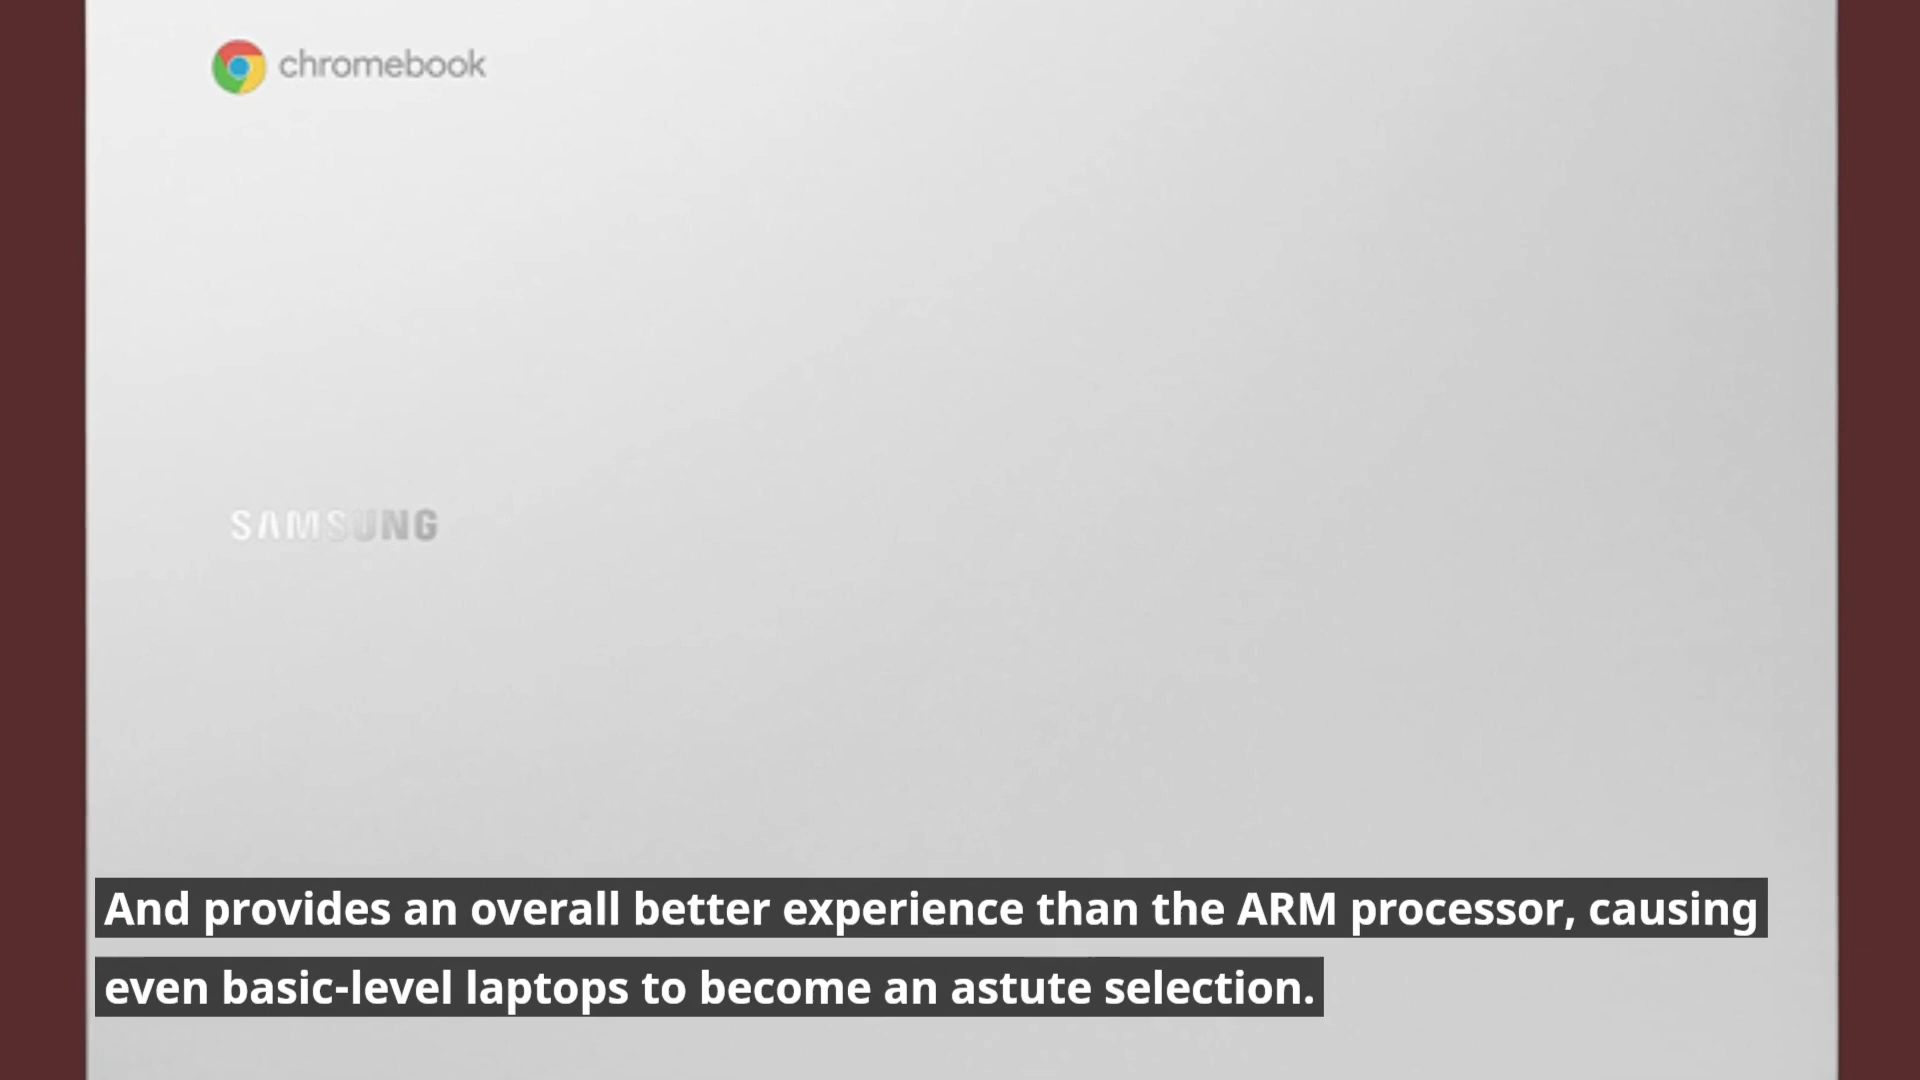 chromebook
SAMSUNG
And provides an overall better experience than the ARM processor, causing
even basic-level laptops to become an astute selection.